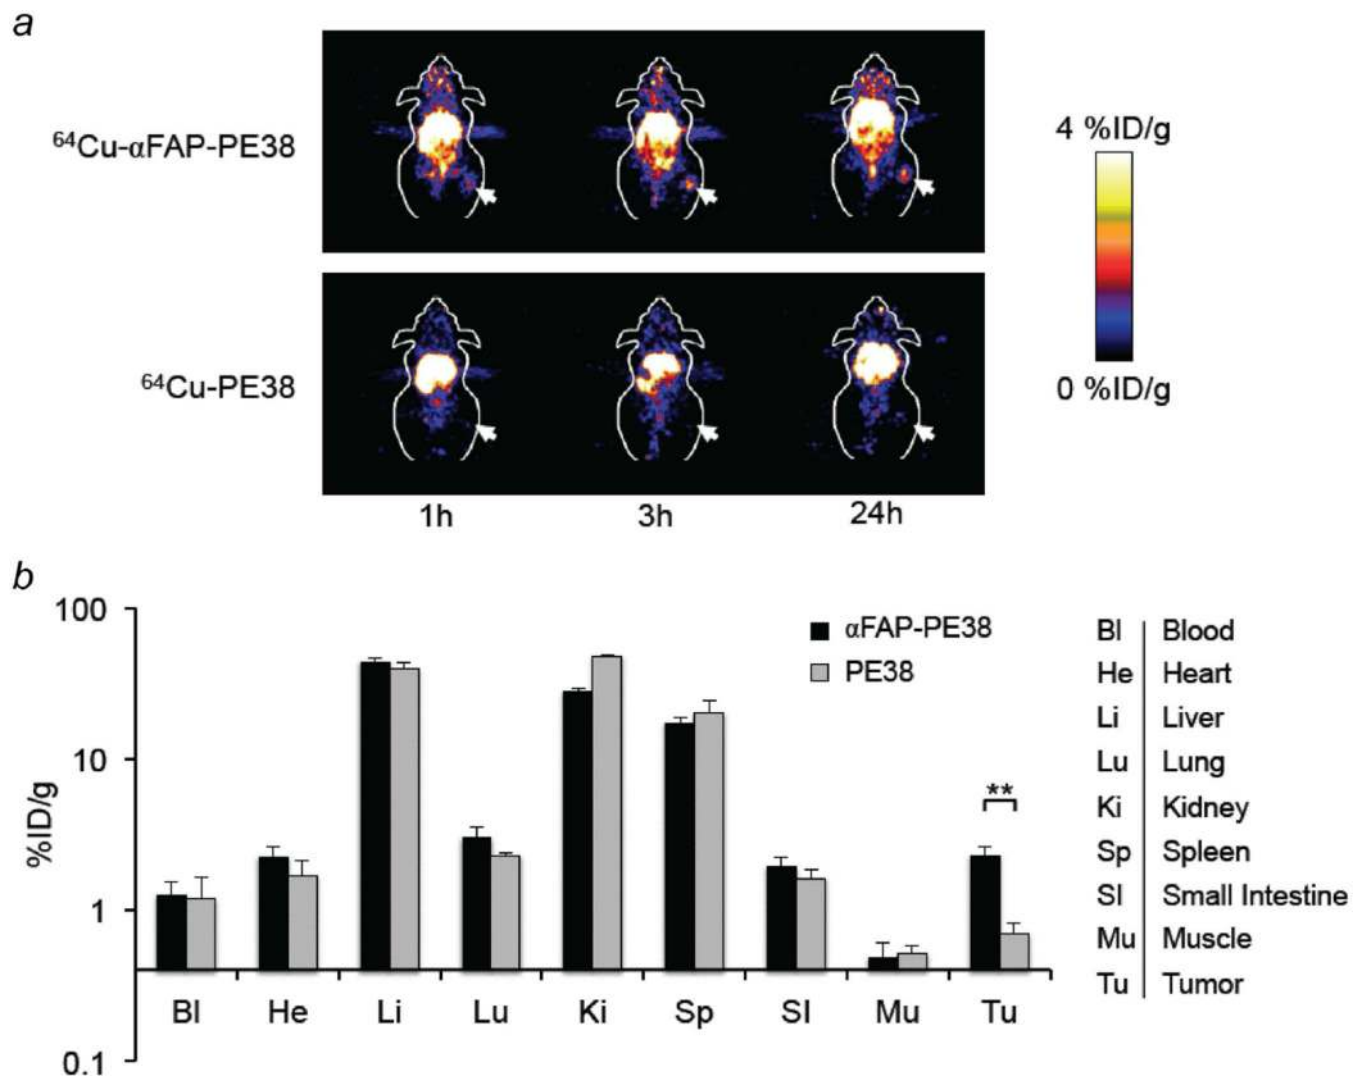 a
⁶⁴Cu-αFAP-PE38
4 %ID/g
0 %ID/g
⁶⁴Cu-PE38
1h 3h 24h
b
100
10
1
0.1
%ID/g
αFAP-PE38
PE38
**
Bl He Li Lu Ki Sp SI Mu Tu
Bl Blood
He Heart
Li Liver
Lu Lung
Ki Kidney
Sp Spleen
SI Small Intestine
Mu Muscle
Tu Tumor